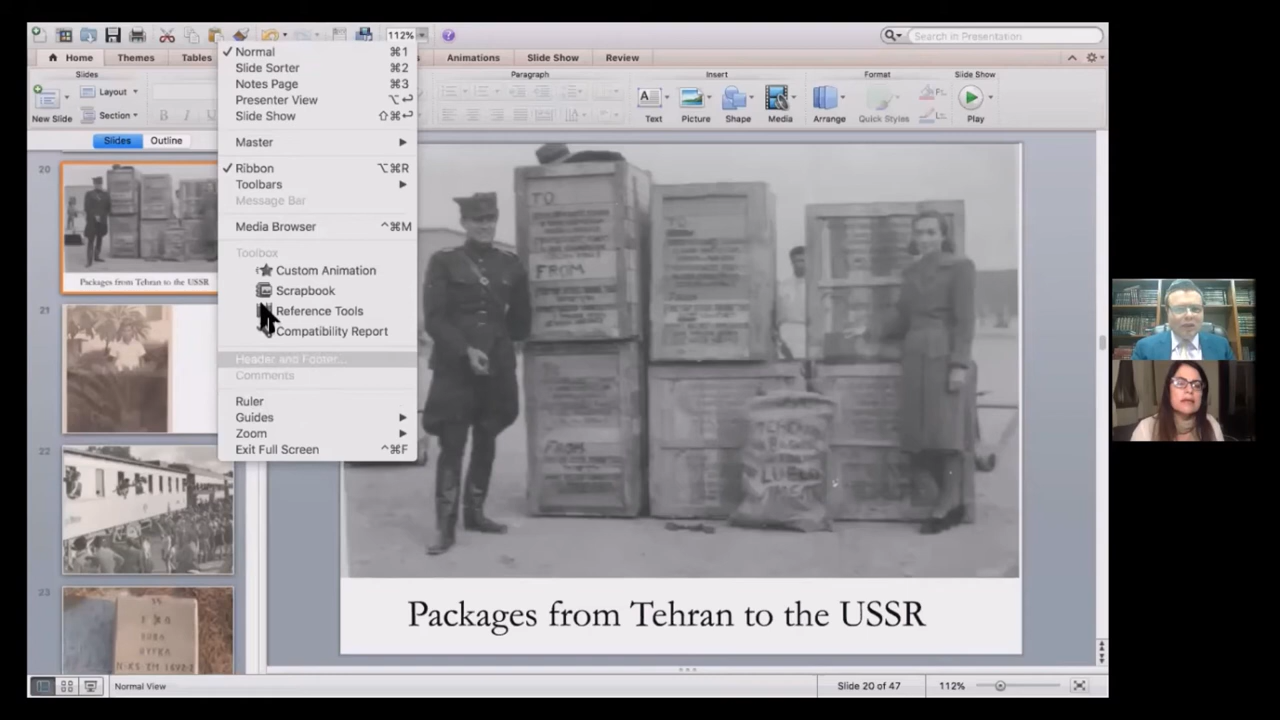 112%
Search in Presentation
Home
Themes
Tables
Animations
Slide Show
Review
Slides
Paragraph
Insert
Format
Slide Show
New Slide
Layout
Section
B I U
Text
Picture
Shape
Media
Arrange
Quick Styles
Play
Slides
Outline
Normal ⌘1
Slide Sorter ⌘2
Notes Page ⌘3
Presenter View ⌥↩
Slide Show ⇧⌘↩
Master
Ribbon ⌥⌘R
Toolbars
Message Bar
Media Browser ^⌘M
Toolbox
Custom Animation
Scrapbook
Reference Tools
Compatibility Report
Header and Footer...
Comments
Ruler
Guides
Zoom
Exit Full Screen ^⌘F
20
Packages from Tehran to the USSR
21
22
23
TO
FROM
TO
FROM
Packages from Tehran to the USSR
Normal View
Slide 20 of 47
112%